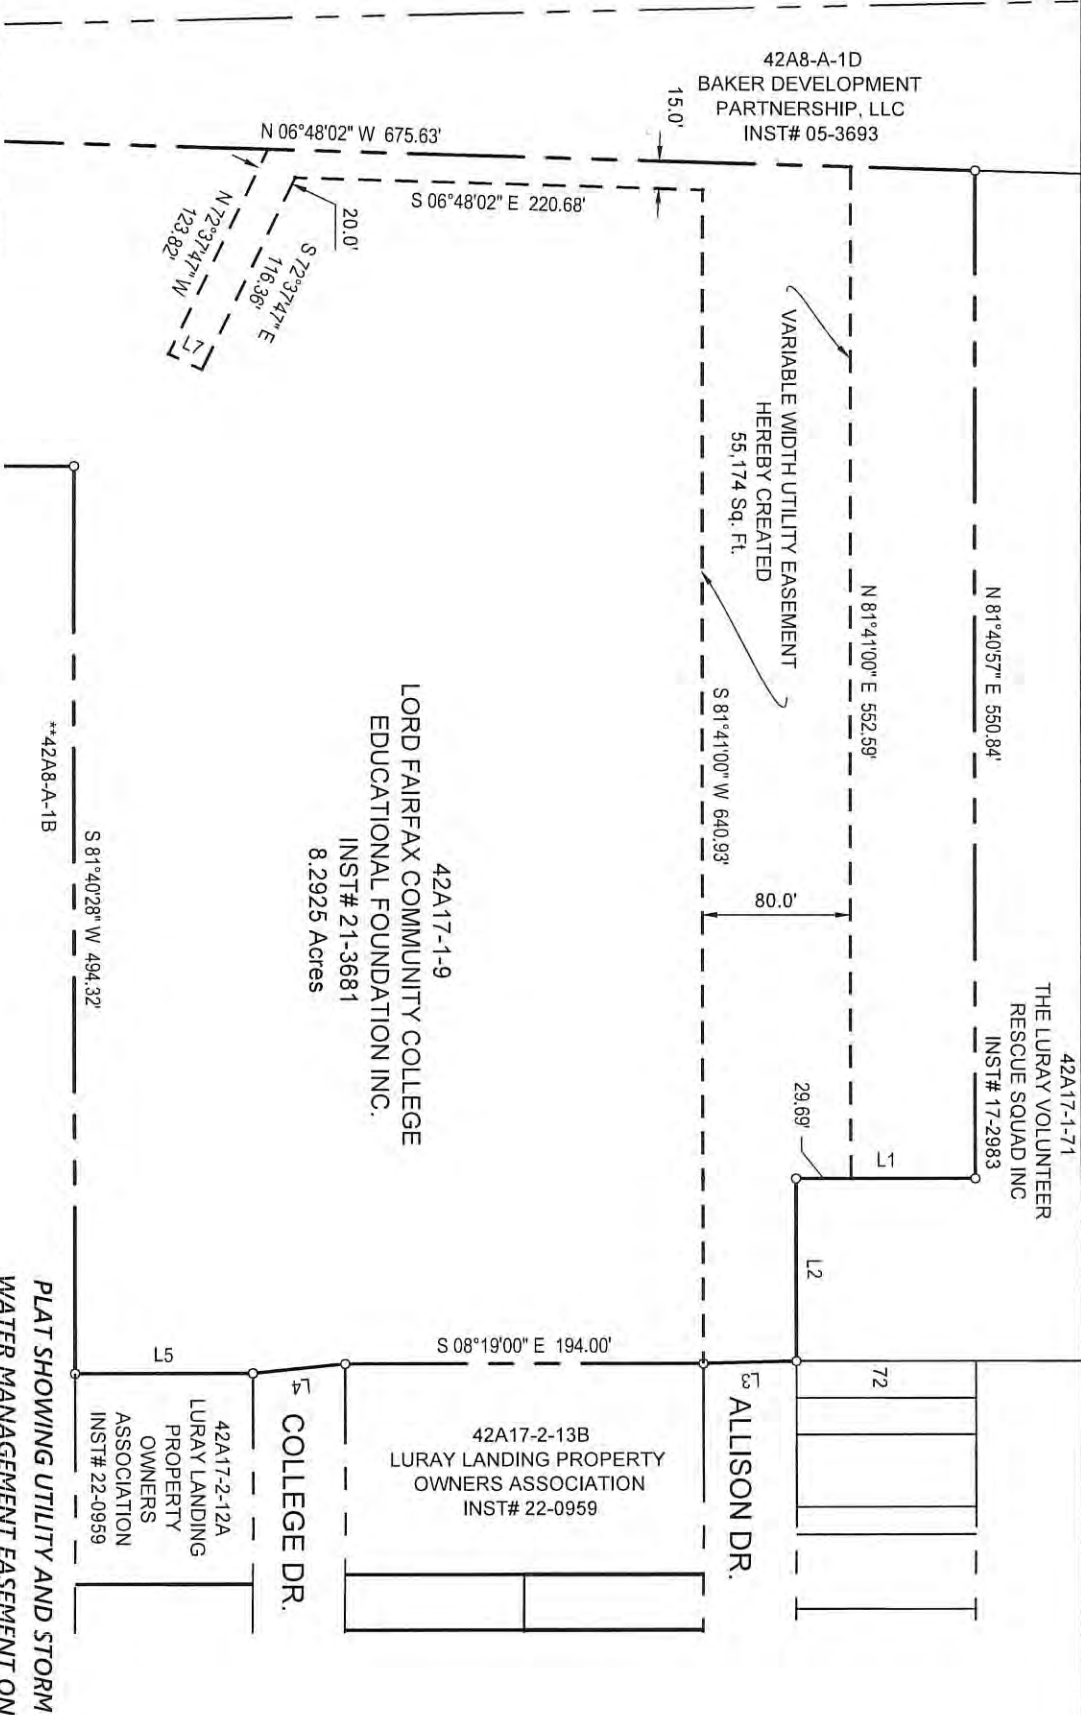 42A8-A-1D
BAKER DEVELOPMENT
PARTNERSHIP, LLC
INST# 05-3693
15.0'
N 06°48'02" W 675.63'
S 06°48'02" E 220.68'
20.0'
S 72°37'47" E
116.36'
N 72°37'47" W
123.82'
L7
VARIABLE WIDTH UTILITY EASEMENT
HEREBY CREATED
55,174 Sq. Ft.
N 81°40'57" E 550.84'
N 81°41'00" E 552.59'
S 81°41'00" W 640.93'
80.0'
42A17-1-71
THE LURAY VOLUNTEER
RESCUE SQUAD INC
INST# 17-2983
29.69'
L1
L2
42A17-1-9
LORD FAIRFAX COMMUNITY COLLEGE
EDUCATIONAL FOUNDATION INC.
INST# 21-3681
8.2925 Acres
S 81°40'28" W 494.32'
**42A8-A-1B
S 08°19'00" E 194.00'
72
L3
ALLISON DR.
42A17-2-13B
LURAY LANDING PROPERTY
OWNERS ASSOCIATION
INST# 22-0959
L4
COLLEGE DR.
L5
42A17-2-12A
LURAY LANDING
PROPERTY
OWNERS
ASSOCIATION
INST# 22-0959
PLAT SHOWING UTILITY AND STORM
WATER MANAGEMENT EASEMENT ON